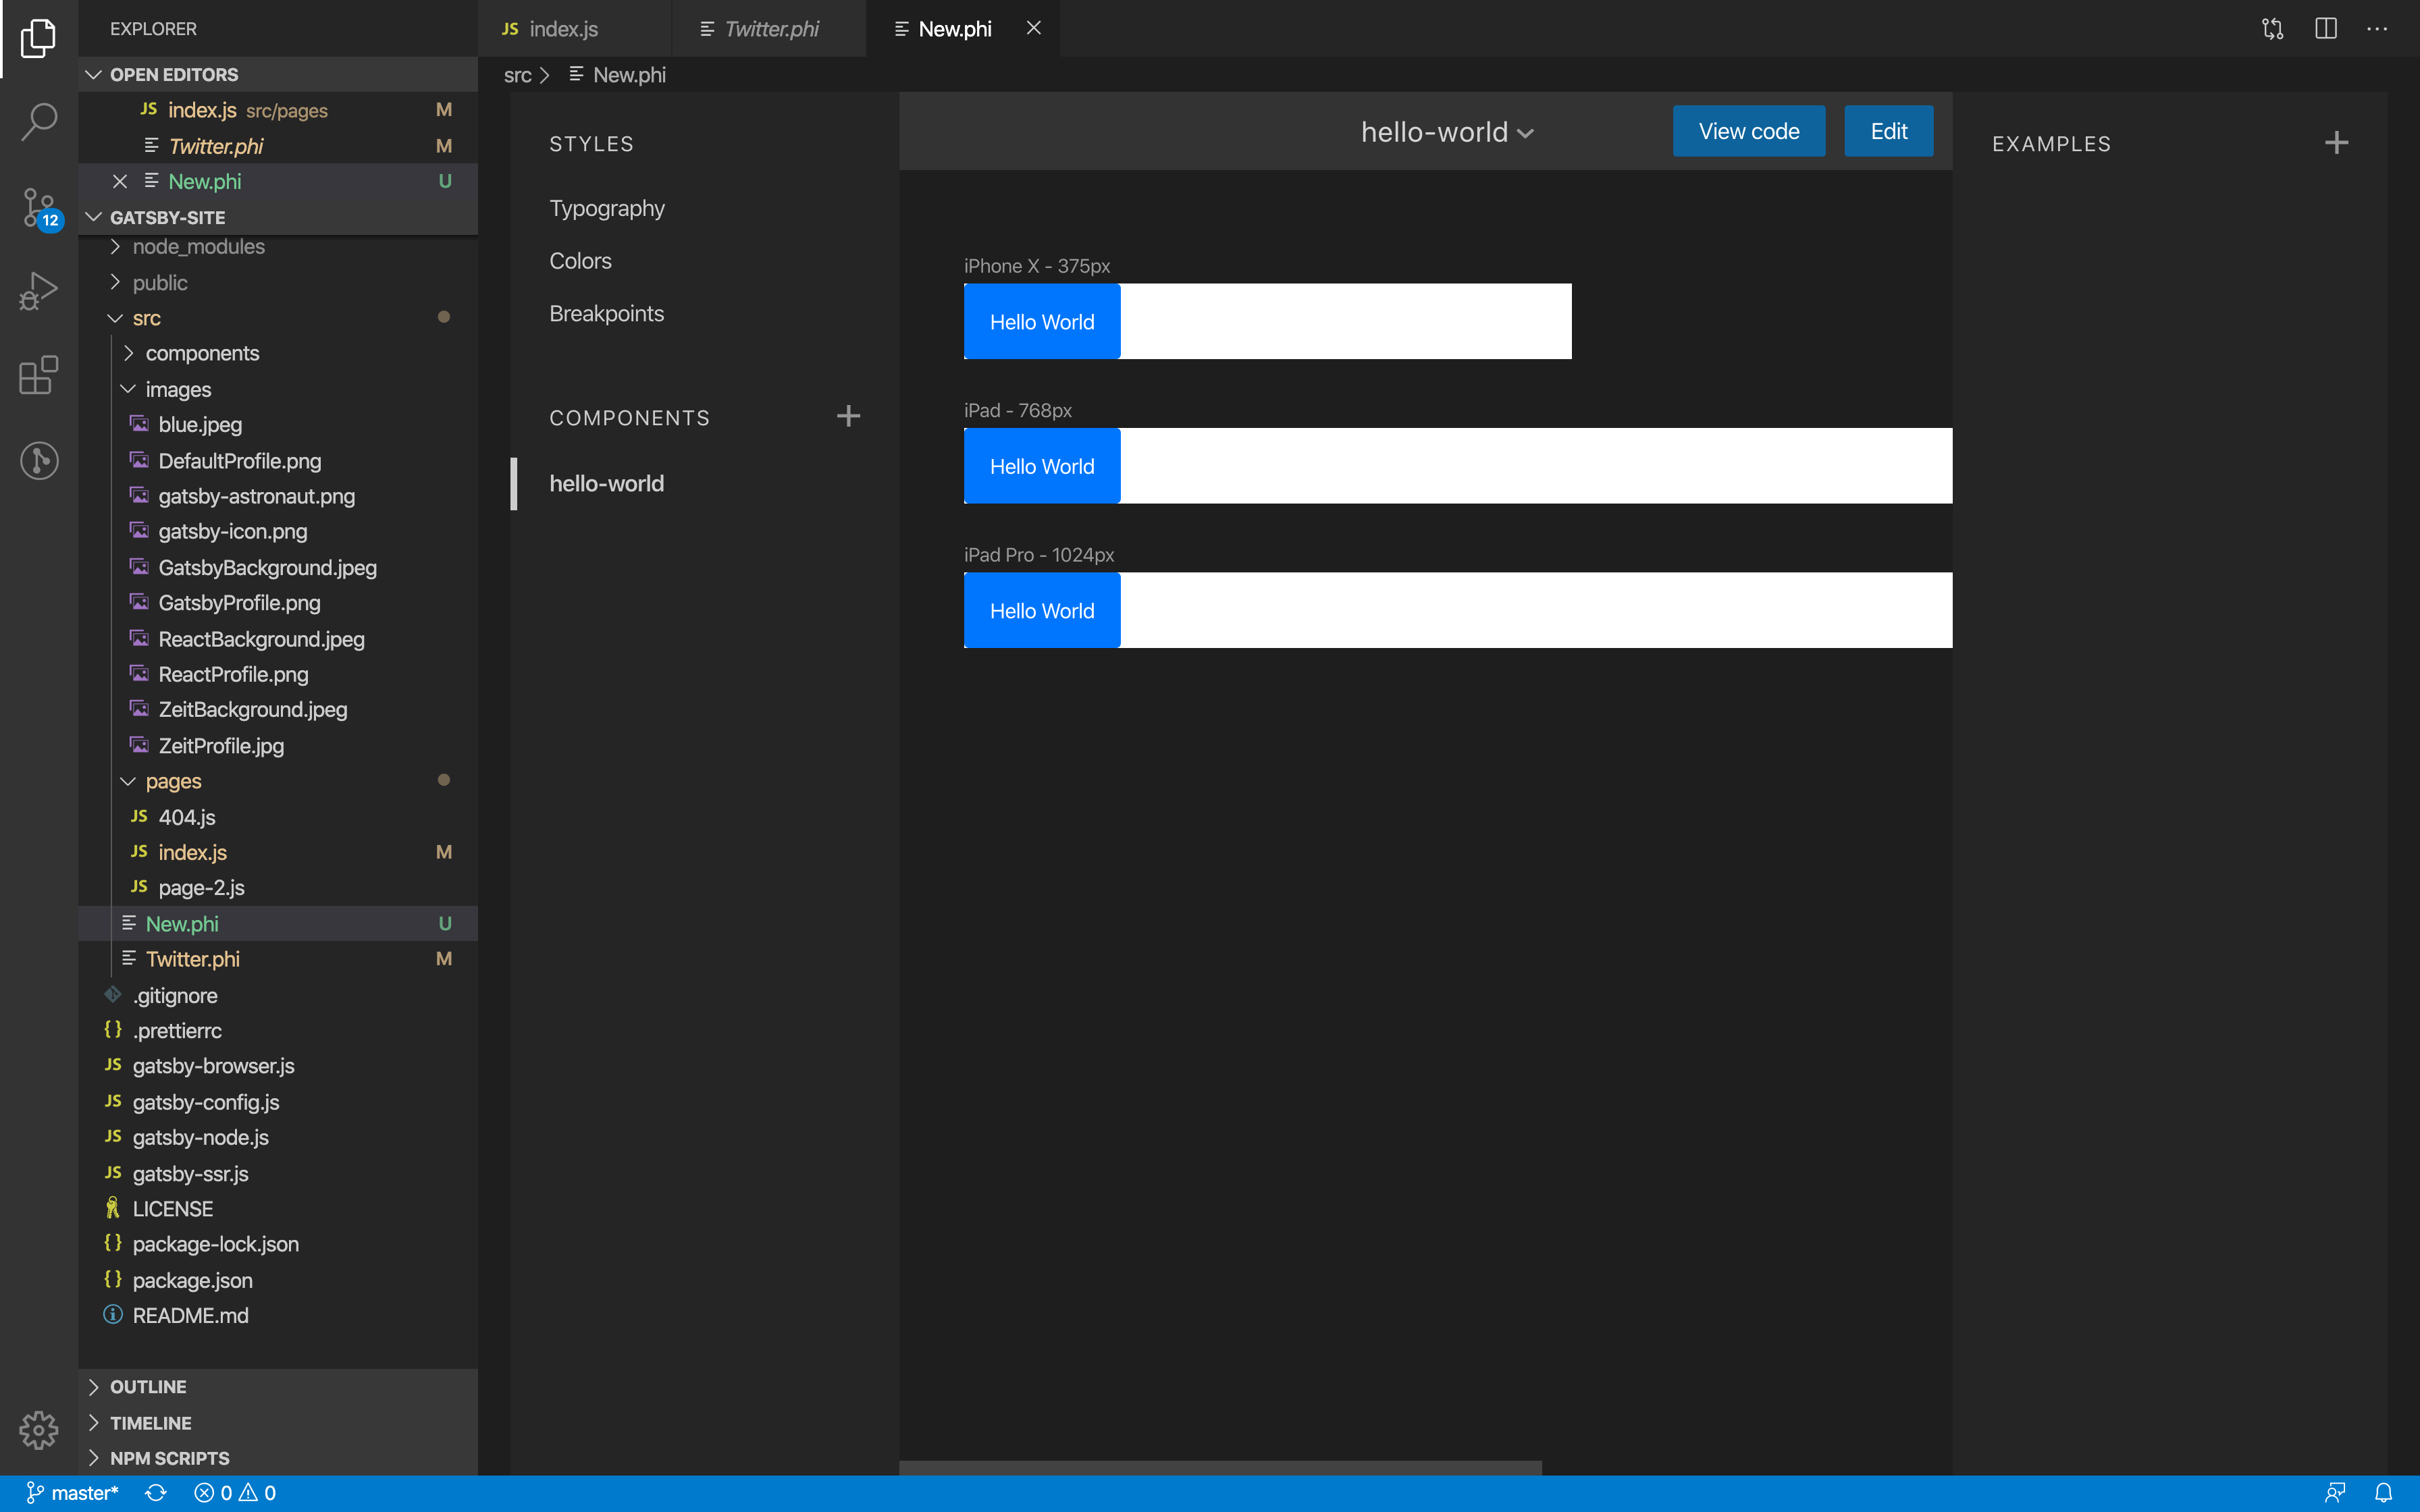 EXPLORER
OPEN EDITORS
JS index.js src/pages M
Twitter.phi M
New.phi U
12
GATSBY-SITE
node_modules
public
src
components
images
blue.jpeg
DefaultProfile.png
gatsby-astronaut.png
gatsby-icon.png
GatsbyBackground.jpeg
GatsbyProfile.png
ReactBackground.jpeg
ReactProfile.png
ZeitBackground.jpeg
ZeitProfile.jpg
pages
JS 404.js
JS index.js M
JS page-2.js
New.phi U
Twitter.phi M
.gitignore
{} .prettierrc
JS gatsby-browser.js
JS gatsby-config.js
JS gatsby-node.js
JS gatsby-ssr.js
LICENSE
{} package-lock.json
{} package.json
README.md
OUTLINE
TIMELINE
NPM SCRIPTS
JS index.js
Twitter.phi
New.phi
src > New.phi
STYLES
Typography
Colors
Breakpoints
COMPONENTS
hello-world
hello-world
View code
Edit
iPhone X - 375px
Hello World
iPad - 768px
Hello World
iPad Pro - 1024px
Hello World
EXAMPLES
master*
0
0